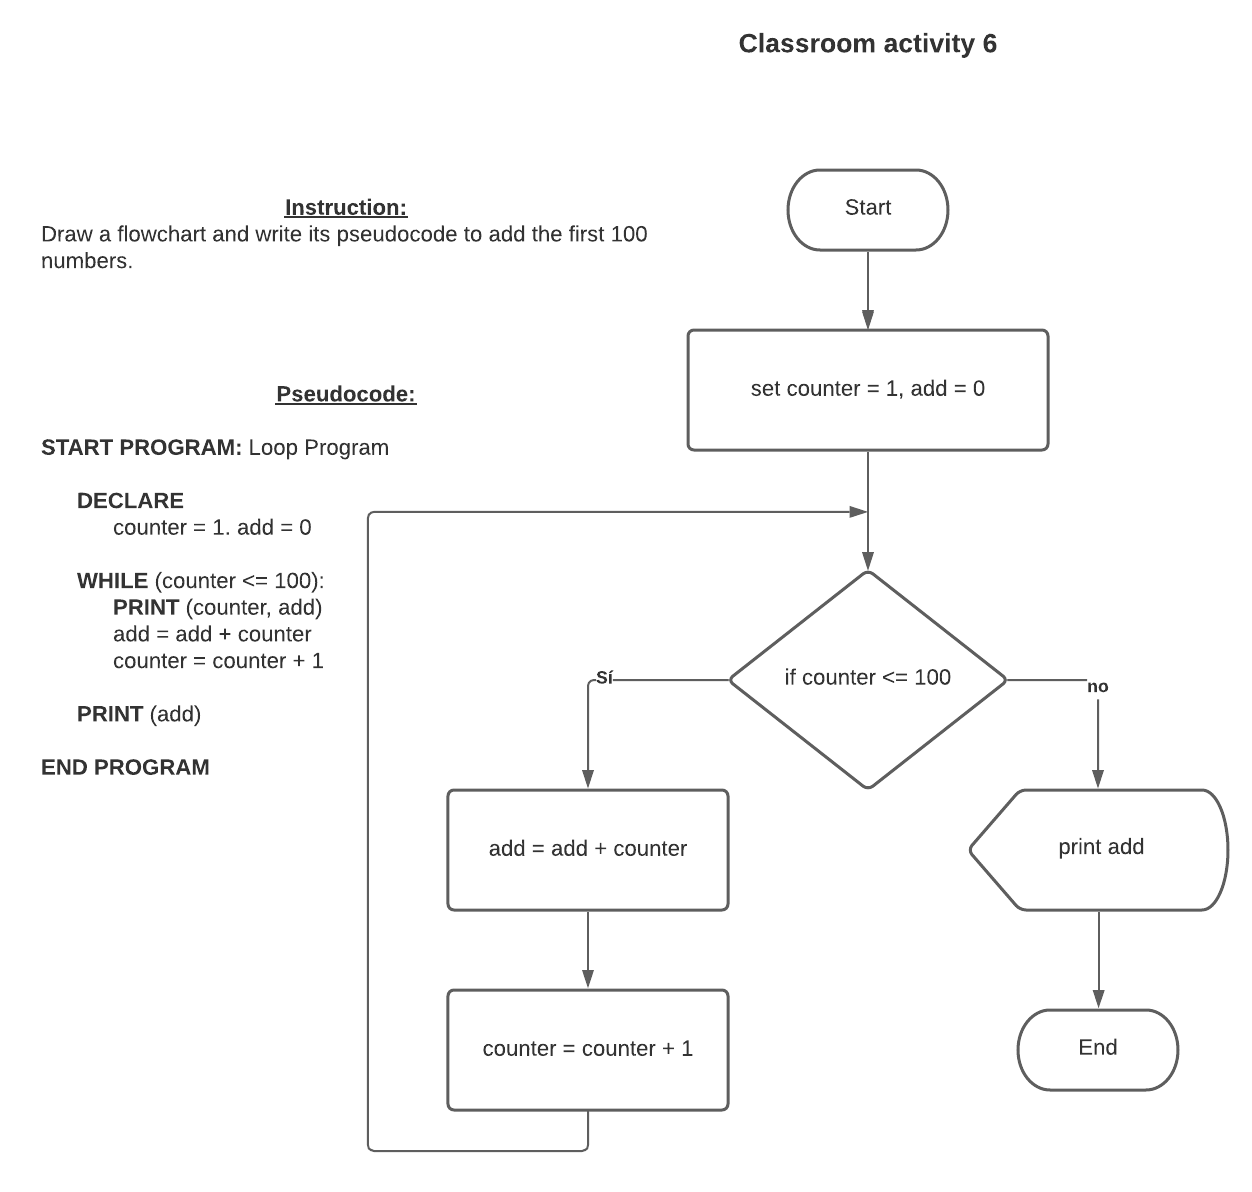 Classroom activity 6
Instruction:
Draw a flowchart and write its pseudocode to add the first 100
numbers.
Pseudocode:
START PROGRAM: Loop Program
DECLARE
counter = 1. add = 0
WHILE (counter <= 100):
PRINT (counter, add)
add = add + counter
counter = counter + 1
PRINT (add)
END PROGRAM
Start
set counter = 1, add = 0
if counter <= 100
Sí
no
add = add + counter
print add
counter = counter + 1
End